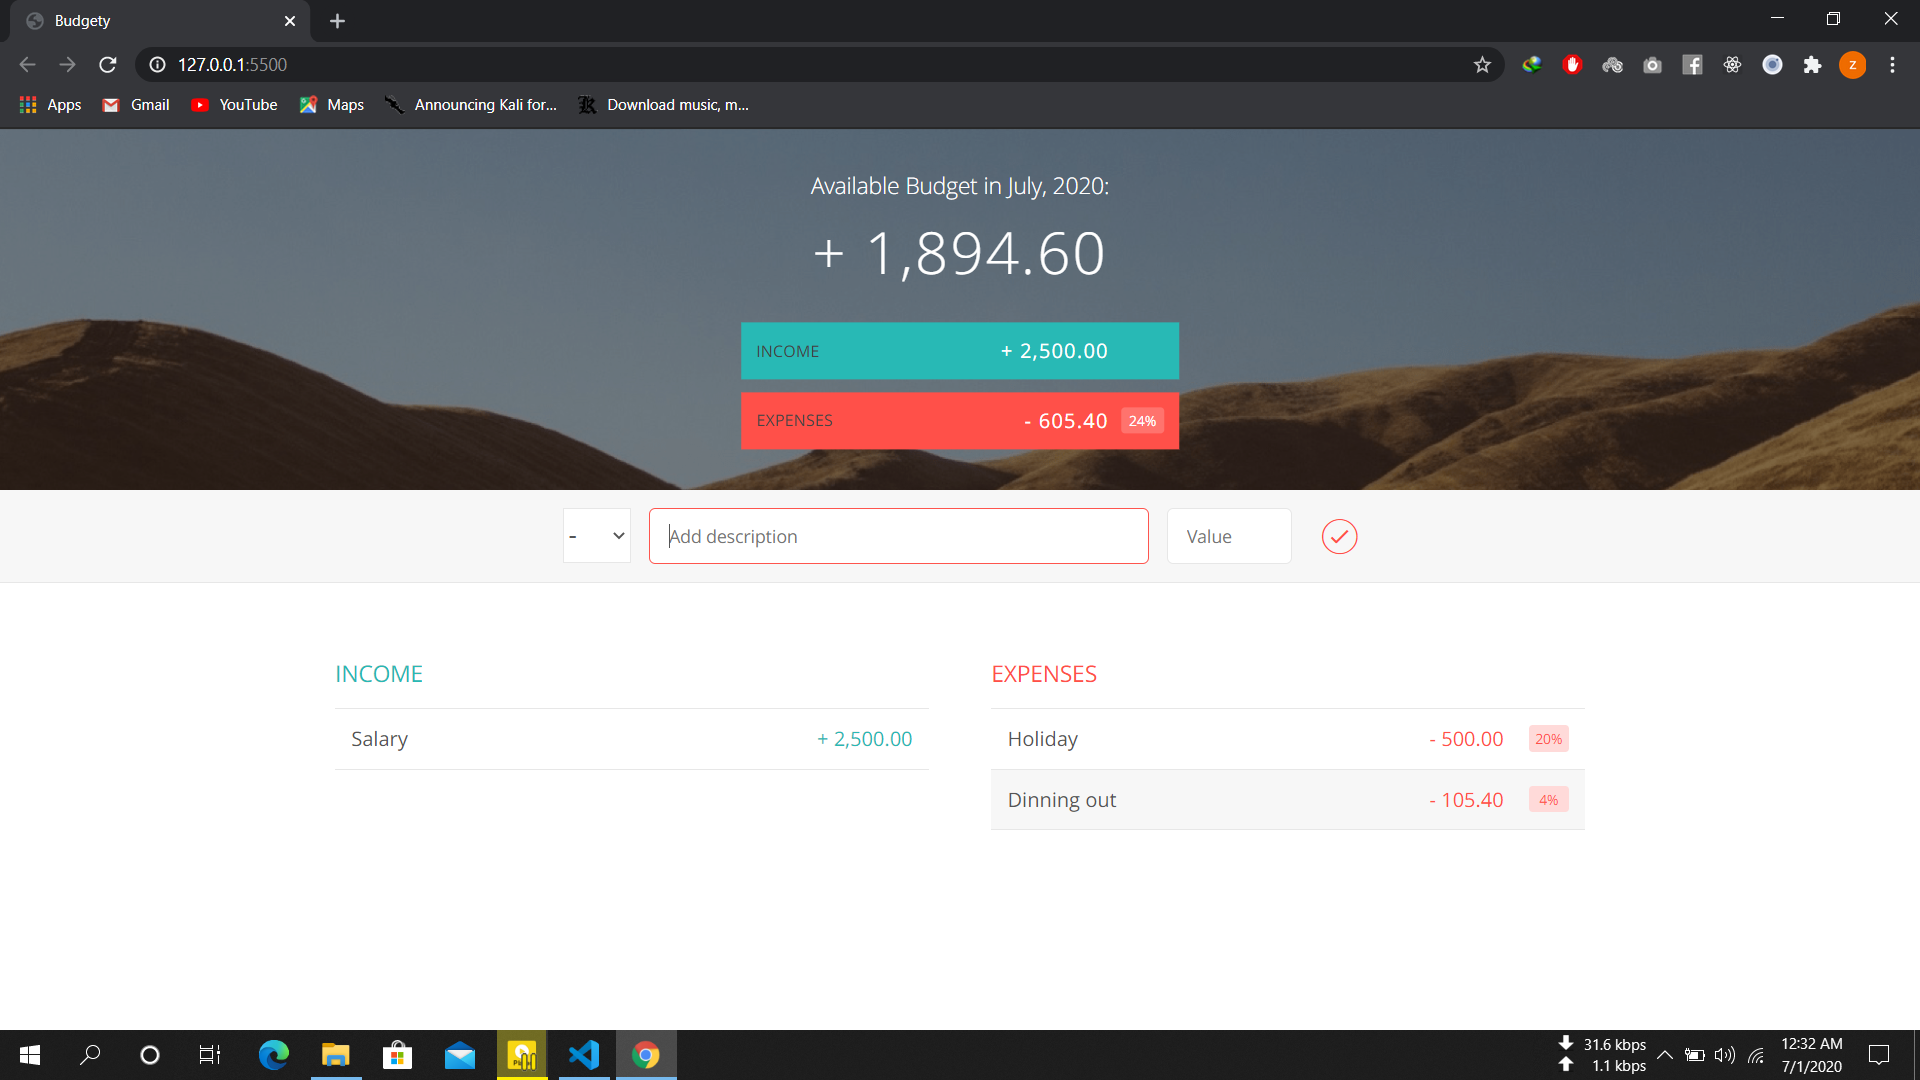 Budgety
127.0.0.1:5500
Z
Apps
Gmail
YouTube
Maps
Announcing Kali for...
Download music, m...
Available Budget in July, 2020:
+ 1,894.60
INCOME + 2,500.00
EXPENSES - 605.40 24%
- Add description Value
INCOME
Salary + 2,500.00
EXPENSES
Holiday - 500.00 20%
Dinning out - 105.40 4%
31.6 kbps
1.1 kbps
12:32 AM
7/1/2020